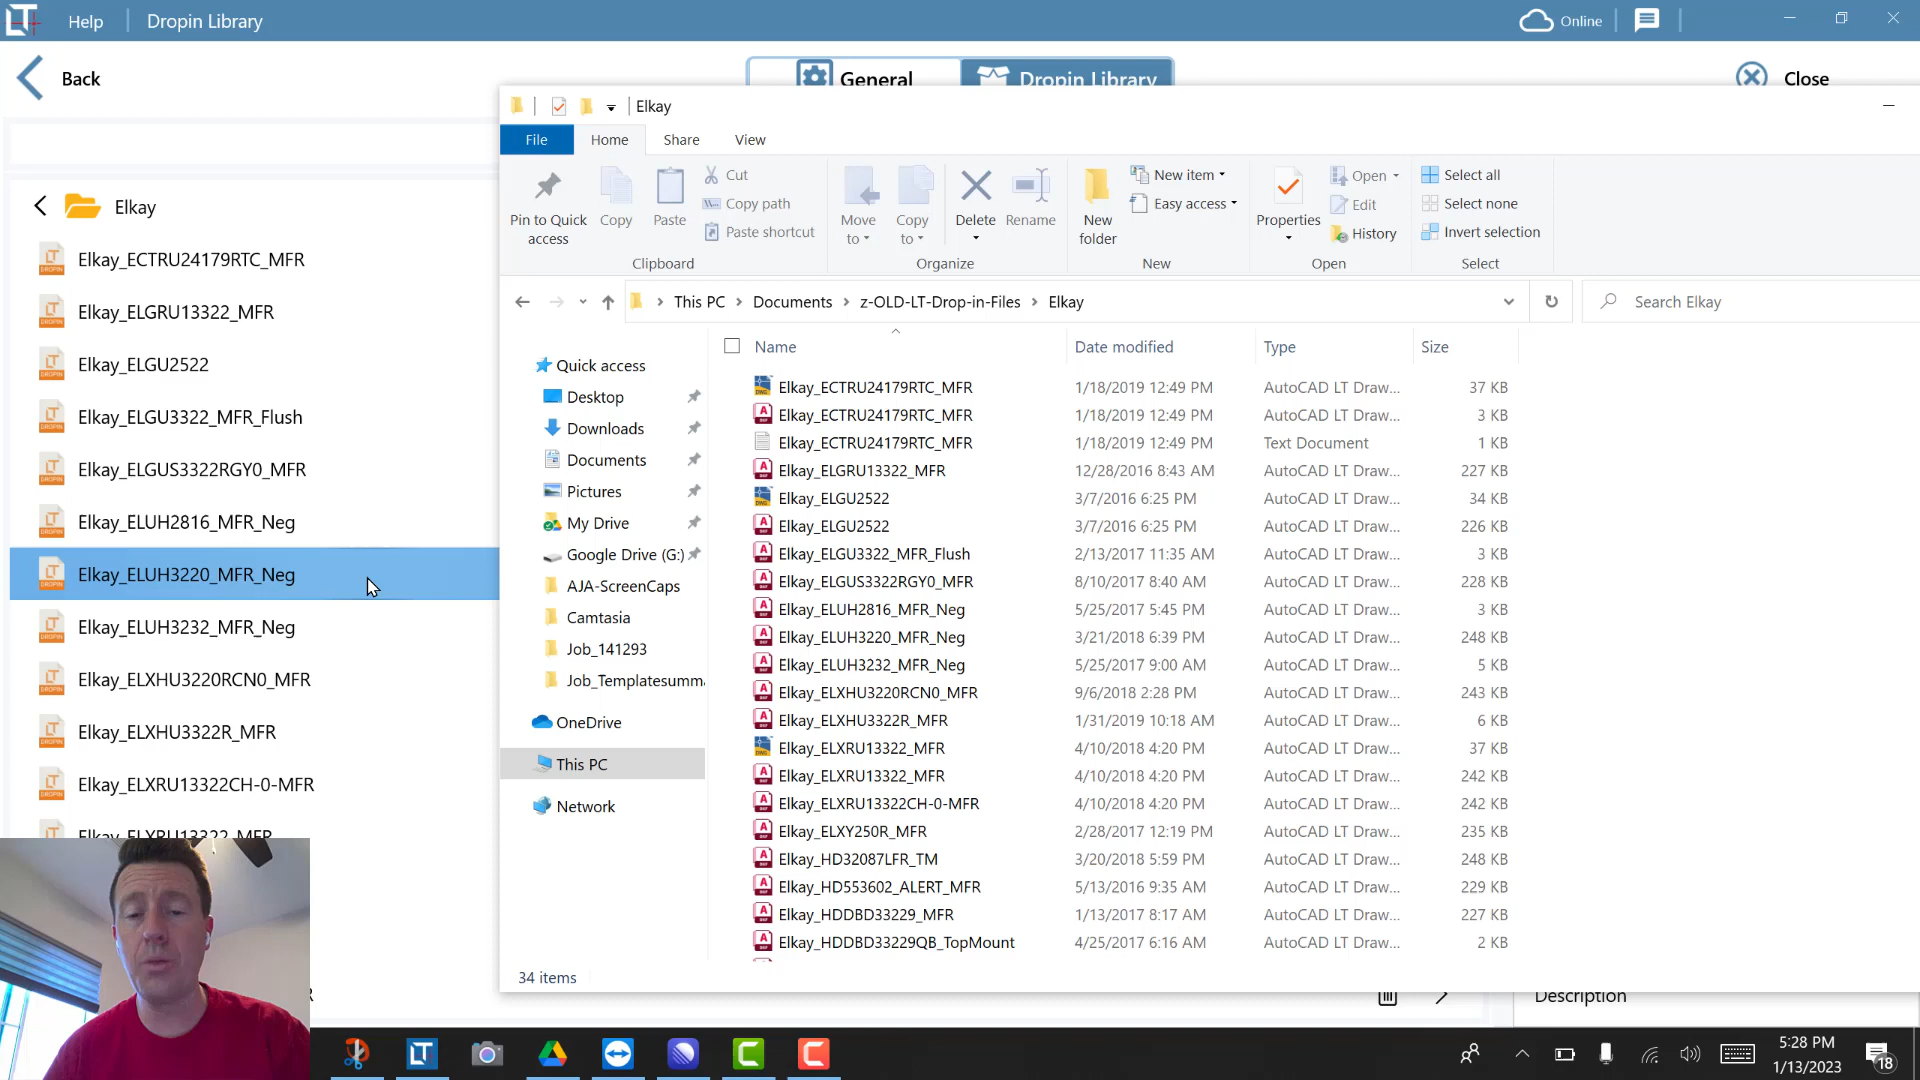 LT Help Dropin Library Online
Back General Dropin Library Close
Elkay
File Home Share View
Pin to Quick access
Copy
Paste
Cut
Copy path
Paste shortcut
Clipboard
Move to
Copy to
Delete
Rename
Organize
New folder
New item
Easy access
New
Properties
Open
Edit
History
Open
Select all
Select none
Invert selection
Select
This PC > Documents > z-OLD-LT-Drop-in-Files > Elkay
Search Elkay
Elkay
Elkay_ECTRU24179RTC_MFR
Elkay_ELGRU13322_MFR
Elkay_ELGU2522
Elkay_ELGU3322_MFR_Flush
Elkay_ELGUS3322RGY0_MFR
Elkay_ELUH2816_MFR_Neg
Elkay_ELUH3220_MFR_Neg
Elkay_ELUH3232_MFR_Neg
Elkay_ELXHU3220RCN0_MFR
Elkay_ELXHU3322R_MFR
Elkay_ELXRU13322CH-0-MFR
Elkay_ELXRU13322_MFR
Quick access
Desktop
Downloads
Documents
Pictures
My Drive
Google Drive (G:)
AJA-ScreenCaps
Camtasia
Job_141293
Job_Templatesumm
OneDrive
This PC
Network
Name Date modified Type Size
Elkay_ECTRU24179RTC_MFR 1/18/2019 12:49 PM AutoCAD LT Draw... 37 KB
Elkay_ECTRU24179RTC_MFR 1/18/2019 12:49 PM AutoCAD LT Draw... 3 KB
Elkay_ECTRU24179RTC_MFR 1/18/2019 12:49 PM Text Document 1 KB
Elkay_ELGRU13322_MFR 12/28/2016 8:43 AM AutoCAD LT Draw... 227 KB
Elkay_ELGU2522 3/7/2016 6:25 PM AutoCAD LT Draw... 34 KB
Elkay_ELGU2522 3/7/2016 6:25 PM AutoCAD LT Draw... 226 KB
Elkay_ELGU3322_MFR_Flush 2/13/2017 11:35 AM AutoCAD LT Draw... 3 KB
Elkay_ELGUS3322RGY0_MFR 8/10/2017 8:40 AM AutoCAD LT Draw... 228 KB
Elkay_ELUH2816_MFR_Neg 5/25/2017 5:45 PM AutoCAD LT Draw... 3 KB
Elkay_ELUH3220_MFR_Neg 3/21/2018 6:39 PM AutoCAD LT Draw... 248 KB
Elkay_ELUH3232_MFR_Neg 5/25/2017 9:00 AM AutoCAD LT Draw... 5 KB
Elkay_ELXHU3220RCN0_MFR 9/6/2018 2:28 PM AutoCAD LT Draw... 243 KB
Elkay_ELXHU3322R_MFR 1/31/2019 10:18 AM AutoCAD LT Draw... 6 KB
Elkay_ELXRU13322_MFR 4/10/2018 4:20 PM AutoCAD LT Draw... 37 KB
Elkay_ELXRU13322_MFR 4/10/2018 4:20 PM AutoCAD LT Draw... 242 KB
Elkay_ELXRU13322CH-0-MFR 4/10/2018 4:20 PM AutoCAD LT Draw... 242 KB
Elkay_ELXY250R_MFR 2/28/2017 12:19 PM AutoCAD LT Draw... 235 KB
Elkay_HD32087LFR_TM 3/20/2018 5:59 PM AutoCAD LT Draw... 248 KB
Elkay_HD553602_ALERT_MFR 5/13/2016 9:35 AM AutoCAD LT Draw... 229 KB
Elkay_HDDBD33229_MFR 1/13/2017 8:17 AM AutoCAD LT Draw... 227 KB
Elkay_HDDBD33229QB_TopMount 4/25/2017 6:16 AM AutoCAD LT Draw... 2 KB
34 items
Description
5:28 PM
1/13/2023
18